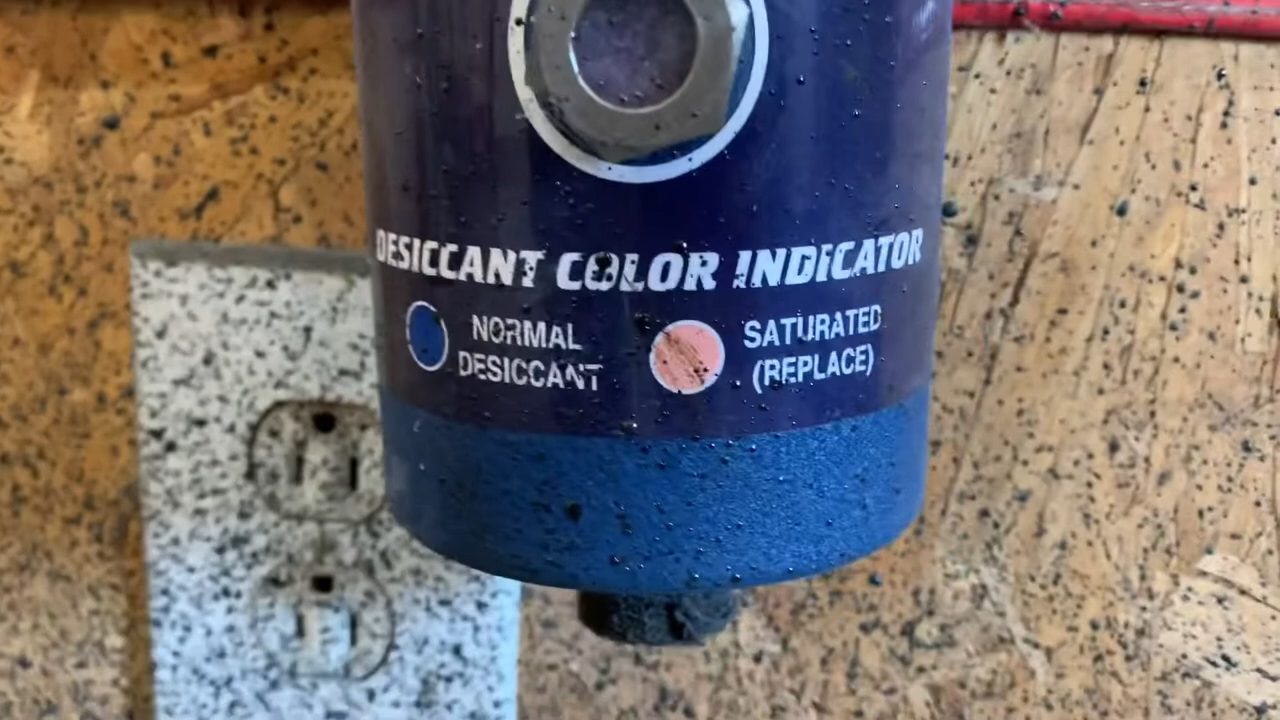 DESICCANT COLOR INDICATOR
NORMAL
DESICCANT
SATURATED
(REPLACE)